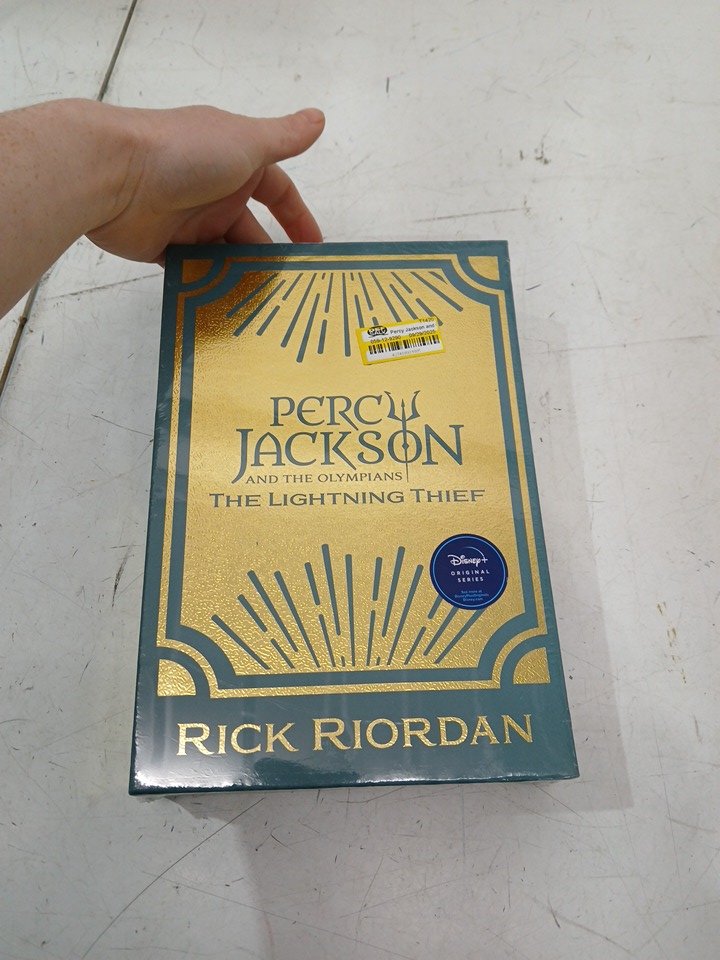 Percy Jackson and
PERCY
JACKSON
AND THE OLYMPIANS
THE LIGHTNING THIEF
Disney+
ORIGINAL
SERIES
RICK RIORDAN